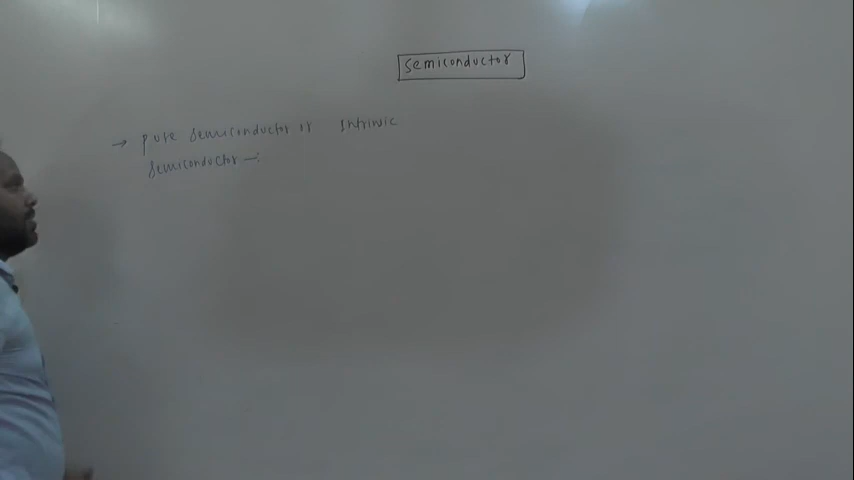 Semiconductor
→ pure semiconductor or Intrinsic
semiconductor -: